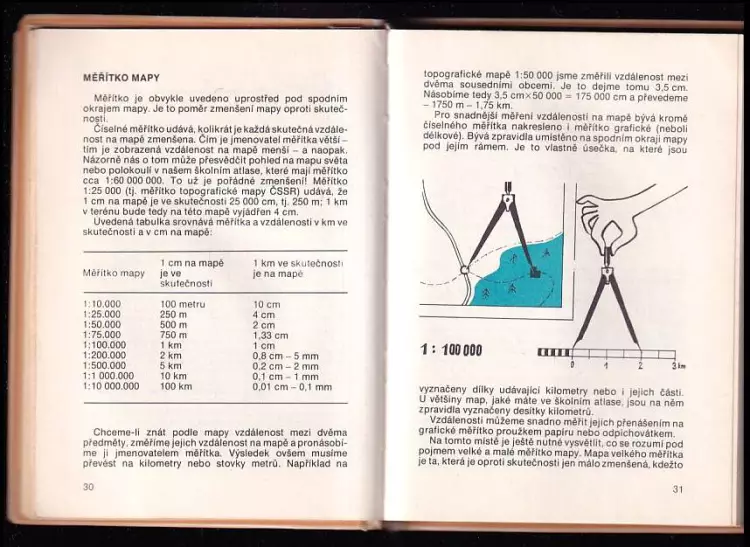 MĚŘÍTKO MAPY
Měřítko je obvykle uvedeno uprostřed pod spodním
okrajem mapy. Je to poměr zmenšení mapy oproti skuteč-
nosti.
Číselné měřítko udává, kolikrát je každá skutečná vzdále-
nost na mapě zmenšena. Čím je jmenovatel měřítka větší –
tím je zobrazená vzdálenost na mapě menší – a naopak.
Názorně nás o tom může přesvědčit pohled na mapu světa
nebo polokoulí v našem školním atlase, které mají měřítko
cca 1:60 000 000. To už je pořádné zmenšení! Měřítko
1:25 000 (tj. měřítko topografické mapy ČSSR) udává, že
1 cm na mapě je ve skutečnosti 25 000 cm, tj. 250 m; 1 km
v terénu bude tedy na této mapě vyjádřen 4 cm.
Uvedená tabulka srovnává měřítka a vzdálenosti v km ve
skutečnosti a v cm na mapě:
Měřítko mapy 1 cm na mapě je ve skutečnosti 1 km ve skutečnosti je na mapě
1:10.000 100 metru 10 cm
1:25.000 250 m 4 cm
1:50.000 500 m 2 cm
1:75.000 750 m 1,33 cm
1:100.000 1 km 1 cm
1:200.000 2 km 0,8 cm – 5 mm
1:500.000 5 km 0,2 cm – 2 mm
1:1 000.000 10 km 0,1 cm – 1 mm
1:10 000.000 100 km 0,01 cm – 0,1 mm
Chceme-li znát podle mapy vzdálenost mezi dvěma
předměty, změříme jejich vzdálenost na mapě a pronásobí-
me ji jmenovatelem měřítka. Výsledek ovšem musíme
převést na kilometry nebo stovky metrů. Například na
30
topografické mapě 1:50 000 jsme změřili vzdálenost mezi
dvěma sousedními obcemi. Je to dejme tomu 3,5 cm.
Násobíme tedy 3,5 cm×50 000 = 175 000 cm a převedeme
– 1750 m – 1,75 km.
Pro snadnější měření vzdáleností na mapě bývá kromě
číselného měřítka nakresleno i měřítko grafické (neboli
délkové). Bývá zpravidla umístěno na spodním okraji mapy
pod jejím rámem. Je to vlastně úsečka, na které jsou
1 : 100 000
0 1 2 3 km
vyznačeny dílky udávající kilometry nebo i jejich části.
U většiny map, jaké máte ve školním atlase, jsou na něm
zpravidla vyznačeny desítky kilometrů.
Vzdálenosti můžeme snadno měřit jejich přenášením na
grafické měřítko proužkem papíru nebo odpichovátkem.
Na tomto místě je ještě nutné vysvětlit, co se rozumí pod
pojmem velké a malé měřítko mapy. Mapa velkého měřítka
je ta, která je oproti skutečnosti jen málo zmenšená, kdežto
31